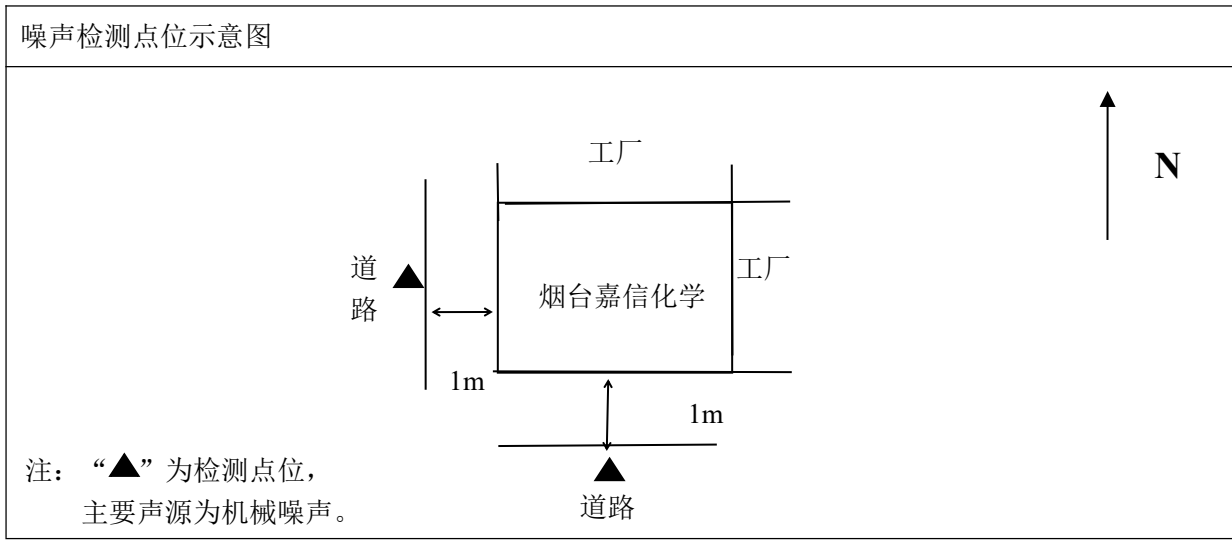 噪声检测点位示意图
工厂
N
道
路
工厂
烟台嘉信化学
1m
1m
注：“▲”为检测点位，
主要声源为机械噪声。
道路